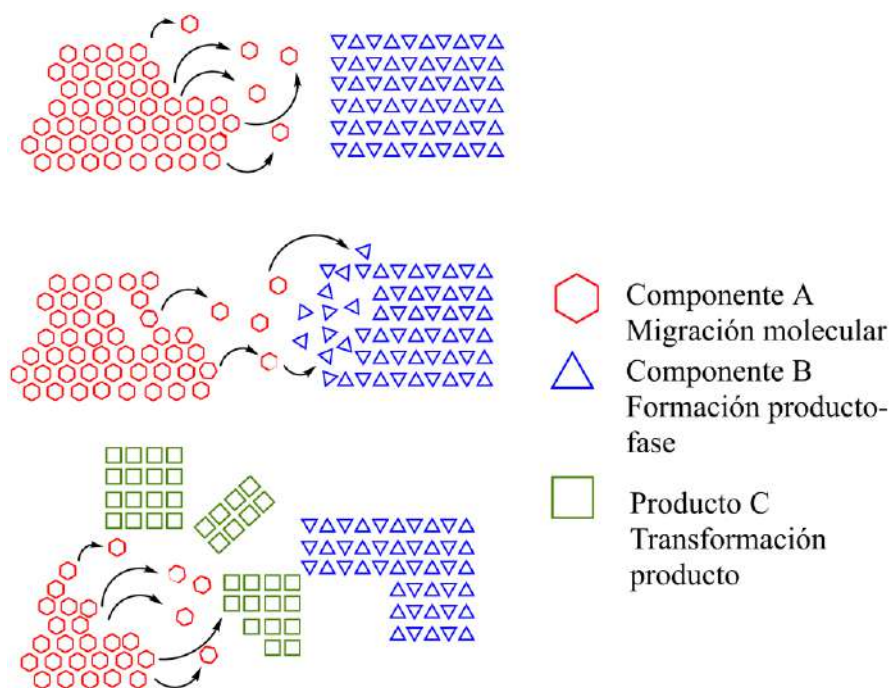 Componente A
Migración molecular
Componente B
Formación producto-
fase
Producto C
Transformación
producto